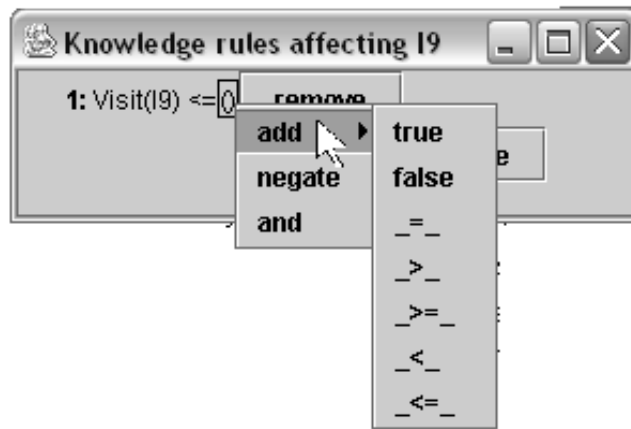 Knowledge rules affecting I9
1: Visit(I9) <= () remove
add true
negate false
and _=_
_>_
_>=_
_<_
_<=_